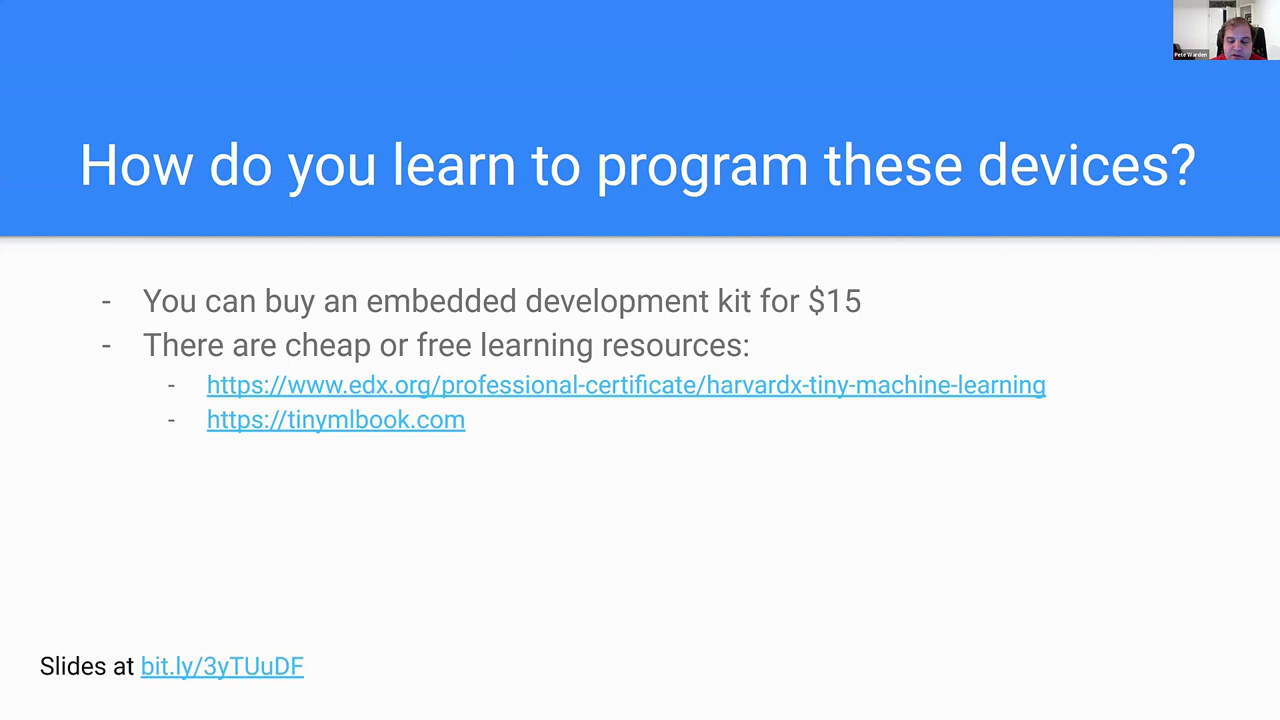 Pete Warden
How do you learn to program these devices?
- You can buy an embedded development kit for $15
- There are cheap or free learning resources:
- https://www.edx.org/professional-certificate/harvardx-tiny-machine-learning
- https://tinymlbook.com
Slides at bit.ly/3yTUuDF